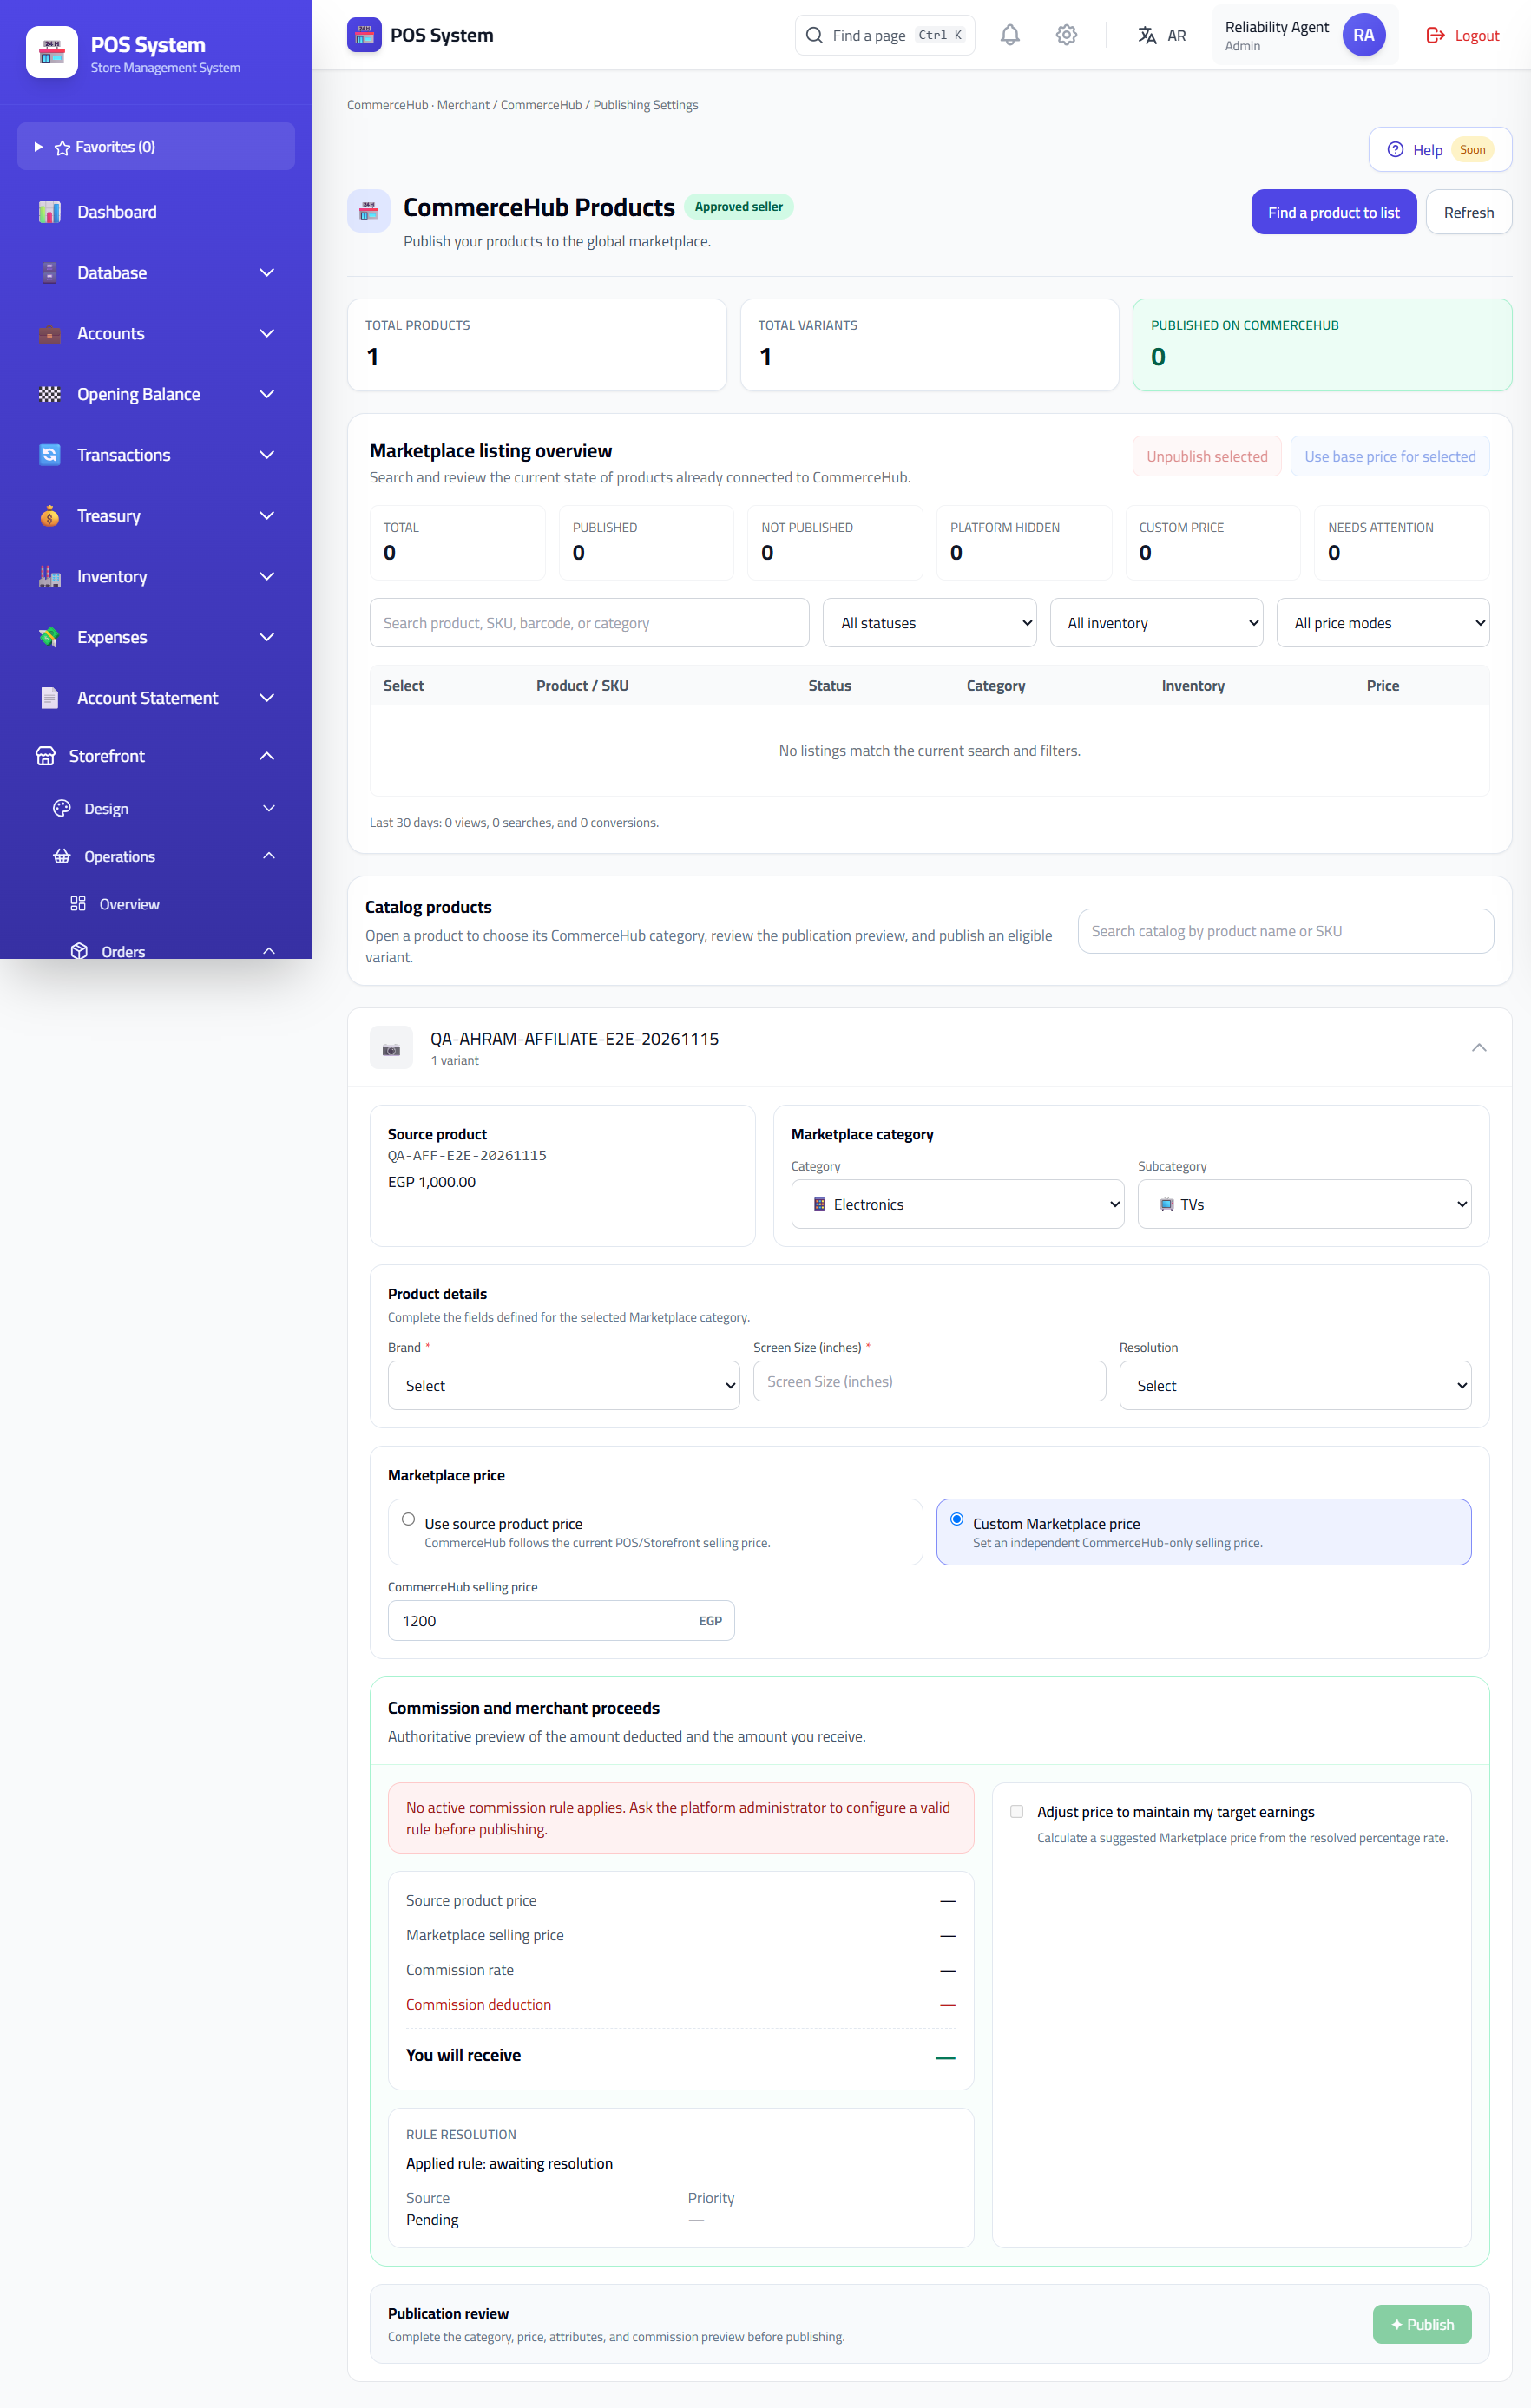 POS System
Store Management System
Favorites (0)
Dashboard
Database
Accounts
Opening Balance
Transactions
Treasury
Inventory
Expenses
Account Statement
Storefront
Design
Operations
Overview
Orders
POS System
Find a page Ctrl K
AR
Reliability Agent
Admin
RA
Logout
CommerceHub · Merchant / CommerceHub / Publishing Settings
Help Soon
CommerceHub Products Approved seller
Publish your products to the global marketplace.
Find a product to list
Refresh
TOTAL PRODUCTS
1
TOTAL VARIANTS
1
PUBLISHED ON COMMERCEHUB
0
Marketplace listing overview
Search and review the current state of products already connected to CommerceHub.
Unpublish selected
Use base price for selected
TOTAL
0
PUBLISHED
0
NOT PUBLISHED
0
PLATFORM HIDDEN
0
CUSTOM PRICE
0
NEEDS ATTENTION
0
Search product, SKU, barcode, or category
All statuses
All inventory
All price modes
Select Product / SKU Status Category Inventory Price
No listings match the current search and filters.
Last 30 days: 0 views, 0 searches, and 0 conversions.
Catalog products
Open a product to choose its CommerceHub category, review the publication preview, and publish an eligible
variant.
Search catalog by product name or SKU
QA-AHRAM-AFFILIATE-E2E-20261115
1 variant
Source product
QA-AFF-E2E-20261115
EGP 1,000.00
Marketplace category
Category
Electronics
Subcategory
TVs
Product details
Complete the fields defined for the selected Marketplace category.
Brand *
Select
Screen Size (inches) *
Screen Size (inches)
Resolution
Select
Marketplace price
Use source product price
CommerceHub follows the current POS/Storefront selling price.
Custom Marketplace price
Set an independent CommerceHub-only selling price.
CommerceHub selling price
1200 EGP
Commission and merchant proceeds
Authoritative preview of the amount deducted and the amount you receive.
No active commission rule applies. Ask the platform administrator to configure a valid
rule before publishing.
Source product price —
Marketplace selling price —
Commission rate —
Commission deduction —
You will receive —
RULE RESOLUTION
Applied rule: awaiting resolution
Source Priority
Pending —
Adjust price to maintain my target earnings
Calculate a suggested Marketplace price from the resolved percentage rate.
Publication review
Complete the category, price, attributes, and commission preview before publishing.
✦ Publish